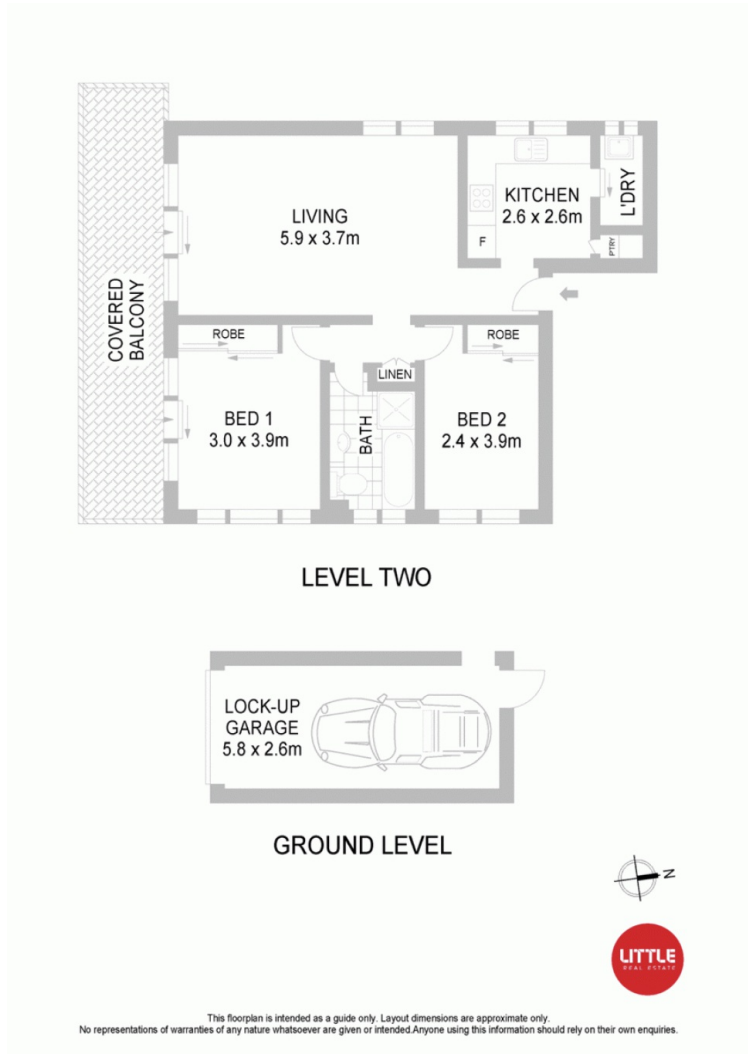 LIVING
5.9 x 3.7m
KITCHEN
2.6 x 2.6m
F
L'DRY
PTRY
COVERED
BALCONY
ROBE
ROBE
LINEN
BED 1
3.0 x 3.9m
BATH
BED 2
2.4 x 3.9m
LEVEL TWO
LOCK-UP
GARAGE
5.8 x 2.6m
GROUND LEVEL
N
LITTLE
REAL ESTATE
This floorplan is intended as a guide only. Layout dimensions are approximate only.
No representations of warranties of any nature whatsoever are given or intended.Anyone using this information should rely on their own enquiries.